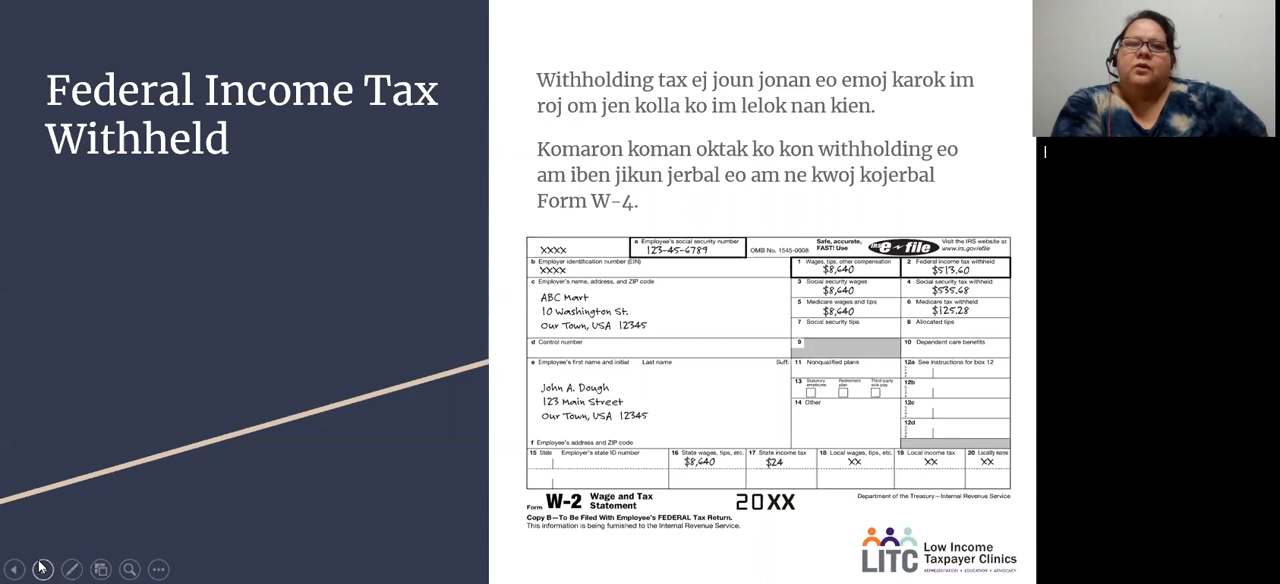 Federal Income Tax
Withheld
Withholding tax ej joun jonan eo emoj karok im
roj om jen kolla ko im lelok nan kien.
Komaron koman oktak ko kon withholding eo
am iben jikun jerbal eo am ne kwoj kojerbal
Form W-4.
XXXX
a Employee's social security number
123-45-6789
OMB No. 1545-0008
Safe, accurate,
FAST! Use
IRS e-file
Visit the IRS website at
www.irs.gov/efile
b Employer identification number (EIN)
XXXX
1 Wages, tips, other compensation
$8,640
2 Federal income tax withheld
$513.60
c Employer's name, address, and ZIP code
ABC Mart
10 Washington St.
Our Town, USA 12345
3 Social security wages
$8,640
4 Social security tax withheld
$535.68
5 Medicare wages and tips
$8,640
6 Medicare tax withheld
$125.28
7 Social security tips
8 Allocated tips
d Control number
9
10 Dependent care benefits
e Employee's first name and initial Last name Suff.
John A. Dough
123 Main Street
Our Town, USA 12345
11 Nonqualified plans
12a See instructions for box 12
13 Statutory employee Retirement plan Third-party sick pay
12b
14 Other
12c
12d
f Employee's address and ZIP code
15 State Employer's state ID number
16 State wages, tips, etc.
$8,640
17 State income tax
$24
18 Local wages, tips, etc.
XX
19 Local income tax
XX
20 Locality name
XX
Form W-2 Wage and Tax
Statement
20XX
Department of the Treasury—Internal Revenue Service
Copy B—To Be Filed With Employee's FEDERAL Tax Return.
This information is being furnished to the Internal Revenue Service.
LITC Low Income
Taxpayer Clinics
REPRESENTATION • EDUCATION • ADVOCACY